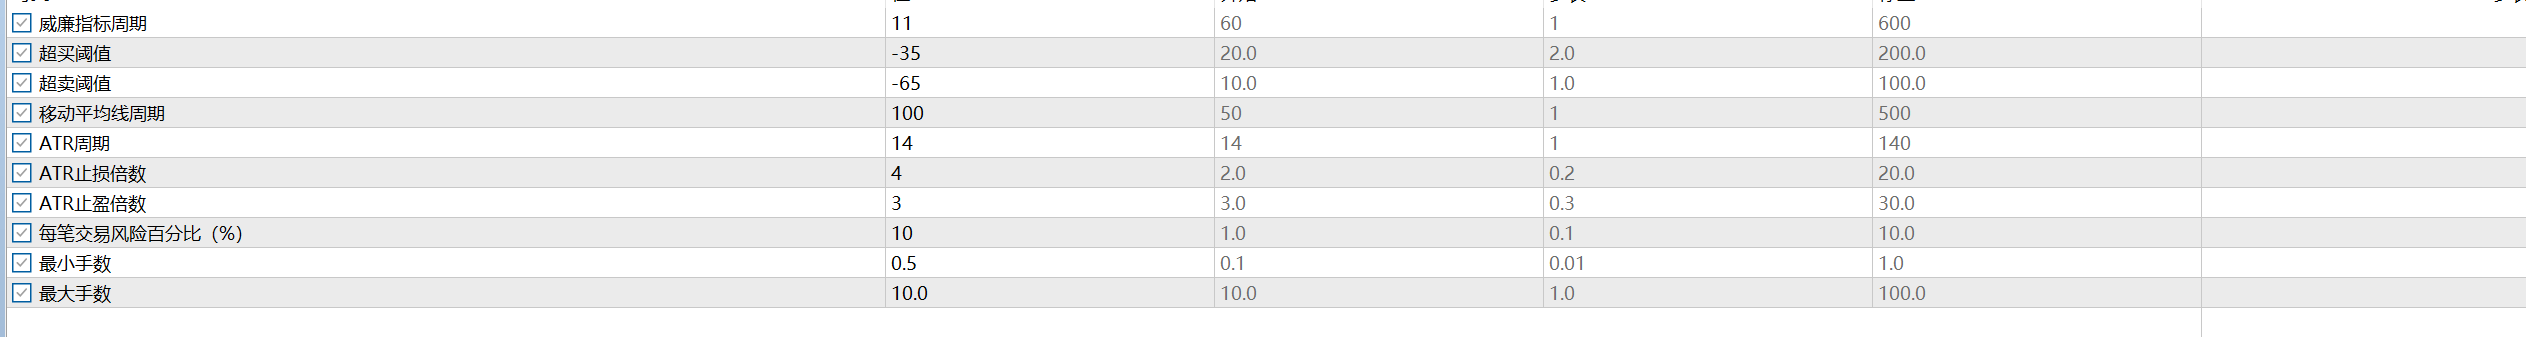 威廉指标周期 11 60 1 600
超买阈值 -35 20.0 2.0 200.0
超卖阈值 -65 10.0 1.0 100.0
移动平均线周期 100 50 1 500
ATR周期 14 14 1 140
ATR止损倍数 4 2.0 0.2 20.0
ATR止盈倍数 3 3.0 0.3 30.0
每笔交易风险百分比（%） 10 1.0 0.1 10.0
最小手数 0.5 0.1 0.01 1.0
最大手数 10.0 10.0 1.0 100.0